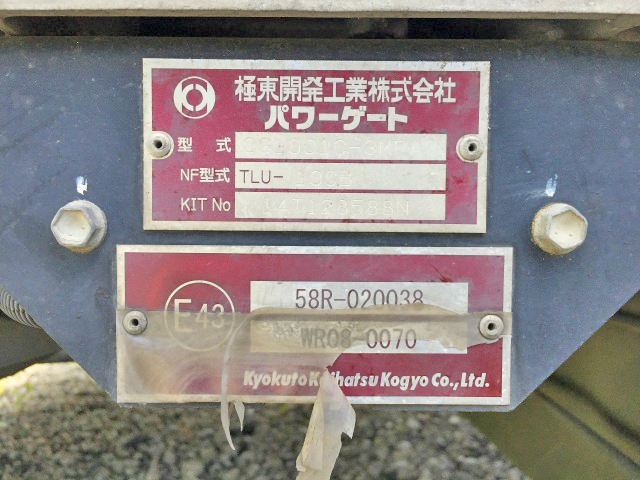 極東開発工業株式会社
パワーゲート
型 式
NF型式 TLU-
KIT No
E43
58R-020038
WR08-0070
Kyokuto Kaihatsu Kogyo Co., Ltd.